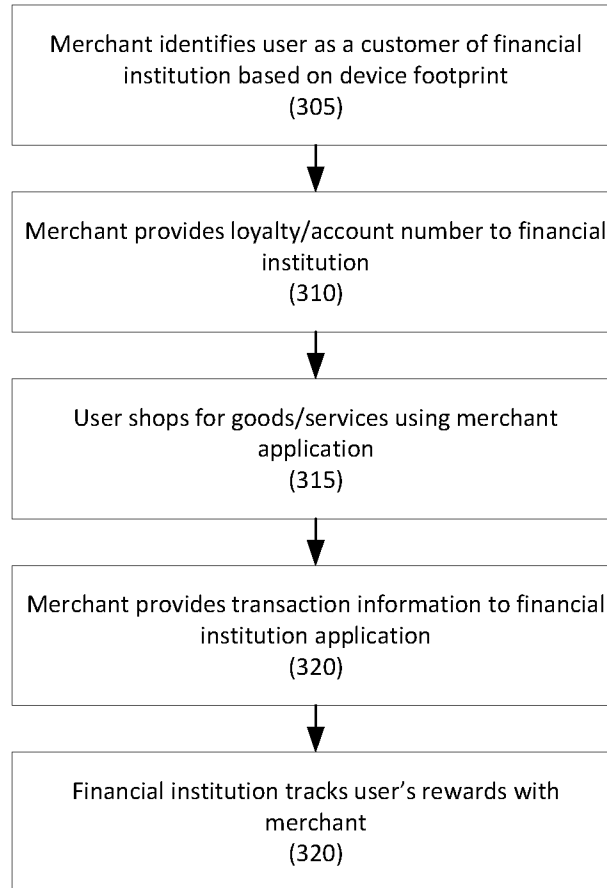 Merchant identifies user as a customer of financial
institution based on device footprint
(305)
Merchant provides loyalty/account number to financial
institution
(310)
User shops for goods/services using merchant
application
(315)
Merchant provides transaction information to financial
institution application
(320)
Financial institution tracks user's rewards with
merchant
(320)